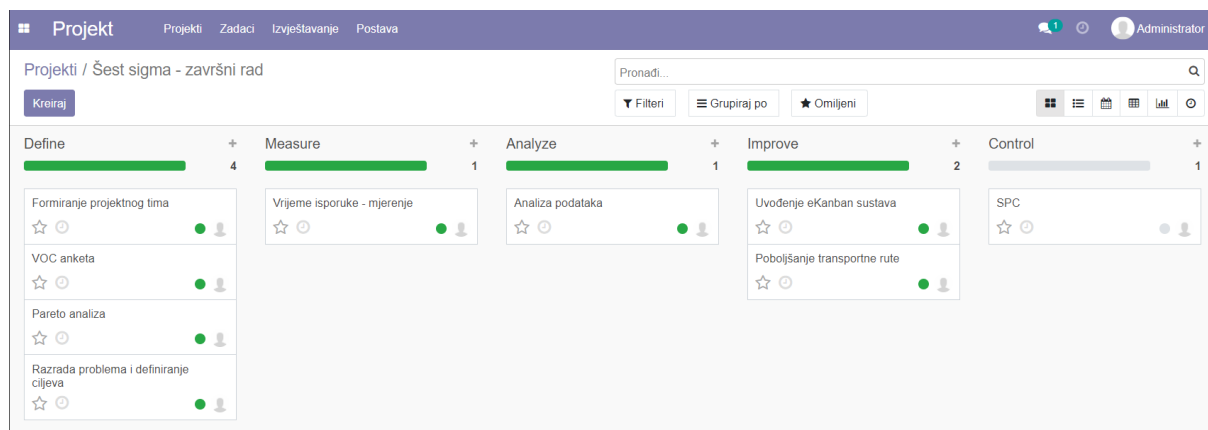 Projekt Projekti Zadaci Izvještavanje Postava 1 Administrator
Projekti / Šest sigma - završni rad
Pronađi...
Kreiraj
Filteri Grupiraj po Omiljeni
Define + Measure + Analyze + Improve + Control +
4 1 1 2 1
Formiranje projektnog tima
VOC anketa
Pareto analiza
Razrada problema i definiranje
ciljeva
Vrijeme isporuke - mjerenje
Analiza podataka
Uvođenje eKanban sustava
Poboljšanje transportne rute
SPC